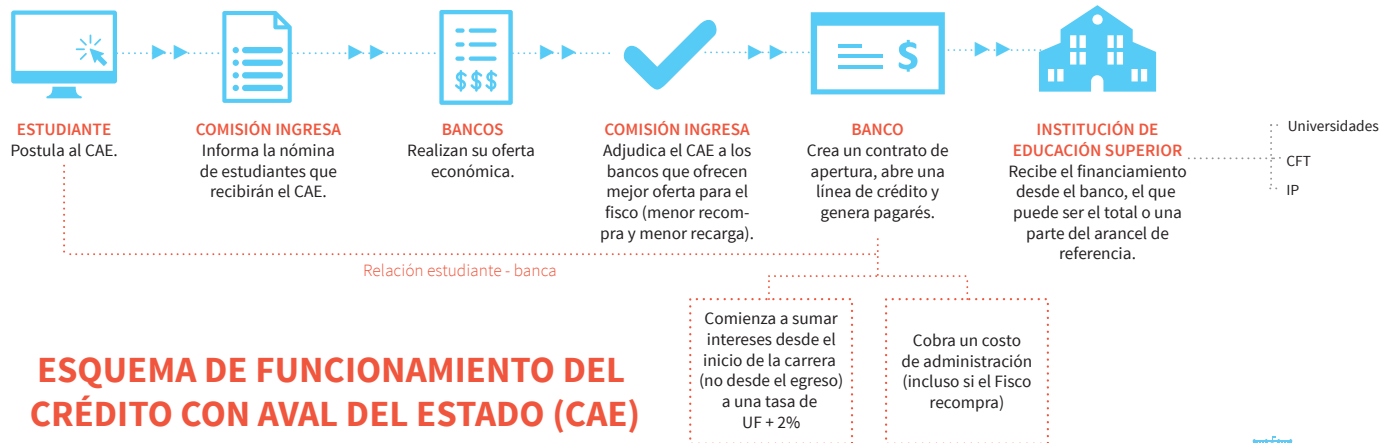 $$$
$
ESTUDIANTE
Postula al CAE.
COMISIÓN INGRESA
Informa la nómina
de estudiantes que
recibirán el CAE.
BANCOS
Realizan su oferta
económica.
COMISIÓN INGRESA
Adjudica el CAE a los
bancos que ofrecen
mejor oferta para el
fisco (menor recom-
pra y menor recarga).
BANCO
Crea un contrato de
apertura, abre una
línea de crédito y
genera pagarés.
INSTITUCIÓN DE
EDUCACIÓN SUPERIOR
Recibe el financiamiento
desde el banco, el que
puede ser el total o una
parte del arancel de
referencia.
Universidades
CFT
IP
Relación estudiante - banca
Comienza a sumar
intereses desde el
inicio de la carrera
(no desde el egreso)
a una tasa de
UF + 2%
Cobra un costo
de administración
(incluso si el Fisco
recompra)
ESQUEMA DE FUNCIONAMIENTO DEL
CRÉDITO CON AVAL DEL ESTADO (CAE)